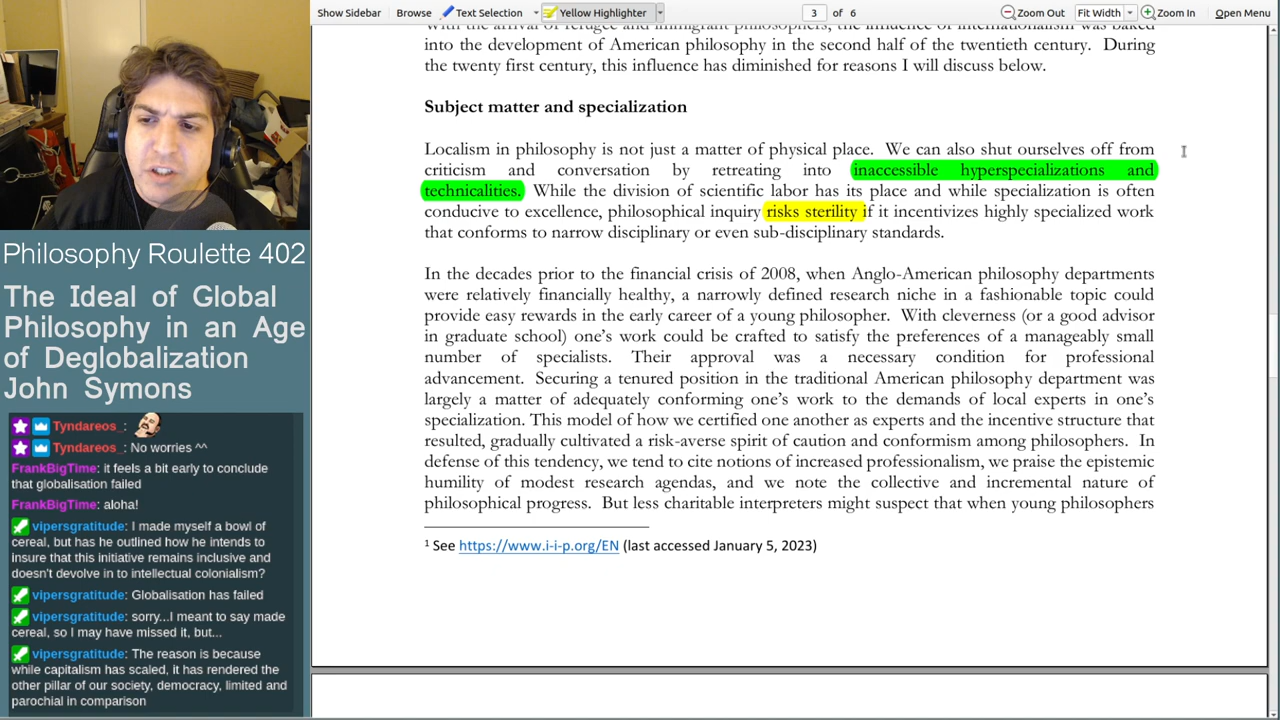 Show Sidebar Browse Text Selection Yellow Highlighter 3 of 6 Zoom Out Fit Width Zoom In Open Menu
into the development of American philosophy in the second half of the twentieth century. During
the twenty first century, this influence has diminished for reasons I will discuss below.
Subject matter and specialization
Localism in philosophy is not just a matter of physical place. We can also shut ourselves off from
criticism and conversation by retreating into inaccessible hyperspecializations and
technicalities. While the division of scientific labor has its place and while specialization is often
conducive to excellence, philosophical inquiry risks sterility if it incentivizes highly specialized work
that conforms to narrow disciplinary or even sub-disciplinary standards.
In the decades prior to the financial crisis of 2008, when Anglo-American philosophy departments
were relatively financially healthy, a narrowly defined research niche in a fashionable topic could
provide easy rewards in the early career of a young philosopher. With cleverness (or a good advisor
in graduate school) one's work could be crafted to satisfy the preferences of a manageably small
number of specialists. Their approval was a necessary condition for professional
advancement. Securing a tenured position in the traditional American philosophy department was
largely a matter of adequately conforming one's work to the demands of local experts in one's
specialization. This model of how we certified one another as experts and the incentive structure that
resulted, gradually cultivated a risk-averse spirit of caution and conformism among philosophers. In
defense of this tendency, we tend to cite notions of increased professionalism, we praise the epistemic
humility of modest research agendas, and we note the collective and incremental nature of
philosophical progress. But less charitable interpreters might suspect that when young philosophers
1 See https://www.i-i-p.org/EN (last accessed January 5, 2023)
Philosophy Roulette 402
The Ideal of Global
Philosophy in an Age
of Deglobalization
John Symons
Tyndareos_:
Tyndareos_: No worries ^^
FrankBigTime: it feels a bit early to conclude
that globalisation failed
FrankBigTime: aloha!
vipersgratitude: I made myself a bowl of
cereal, but has he outlined how he intends to
insure that this initiative remains inclusive and
doesn't devolve in to intellectual colonialism?
vipersgratitude: Globalisation has failed
vipersgratitude: sorry...I meant to say made
cereal, so I may have missed it, but...
vipersgratitude: The reason is because
while capitalism has scaled, it has rendered the
other pillar of our society, democracy, limited and
parochial in comparison